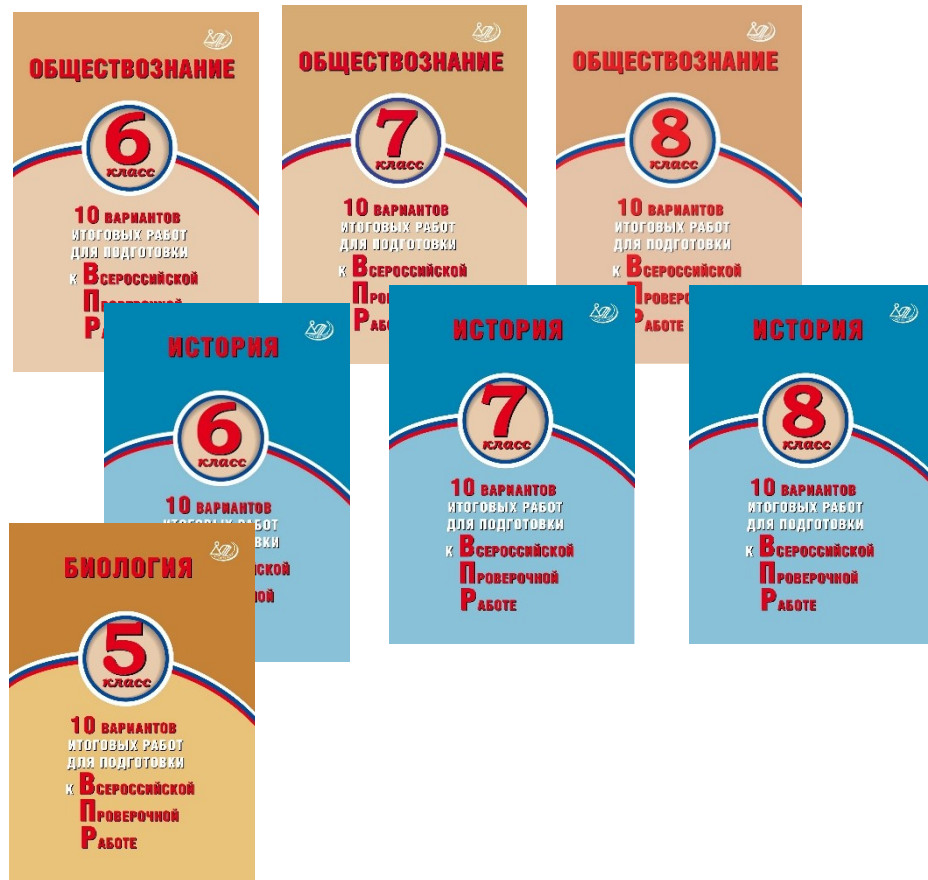 ОБЩЕСТВОЗНАНИЕ
6
класс
10 ВАРИАНТОВ
ИТОГОВЫХ РАБОТ
ДЛЯ ПОДГОТОВКИ
к Всероссийской
ОБЩЕСТВОЗНАНИЕ
7
класс
10 ВАРИАНТОВ
ИТОГОВЫХ РАБОТ
ДЛЯ ПОДГОТОВКИ
к Всероссийской
ОБЩЕСТВОЗНАНИЕ
8
класс
10 ВАРИАНТОВ
ИТОГОВЫХ РАБОТ
ДЛЯ ПОДГОТОВКИ
к Всероссийской
ИСТОРИЯ
6
класс
10 ВАРИАНТОВ
ИСТОРИЯ
7
класс
10 ВАРИАНТОВ
ИТОГОВЫХ РАБОТ
ДЛЯ ПОДГОТОВКИ
к Всероссийской
Проверочной
Работе
ИСТОРИЯ
8
класс
10 ВАРИАНТОВ
ИТОГОВЫХ РАБОТ
ДЛЯ ПОДГОТОВКИ
к Всероссийской
Проверочной
Работе
БИОЛОГИЯ
5
класс
10 ВАРИАНТОВ
ИТОГОВЫХ РАБОТ
ДЛЯ ПОДГОТОВКИ
к Всероссийской
Проверочной
Работе